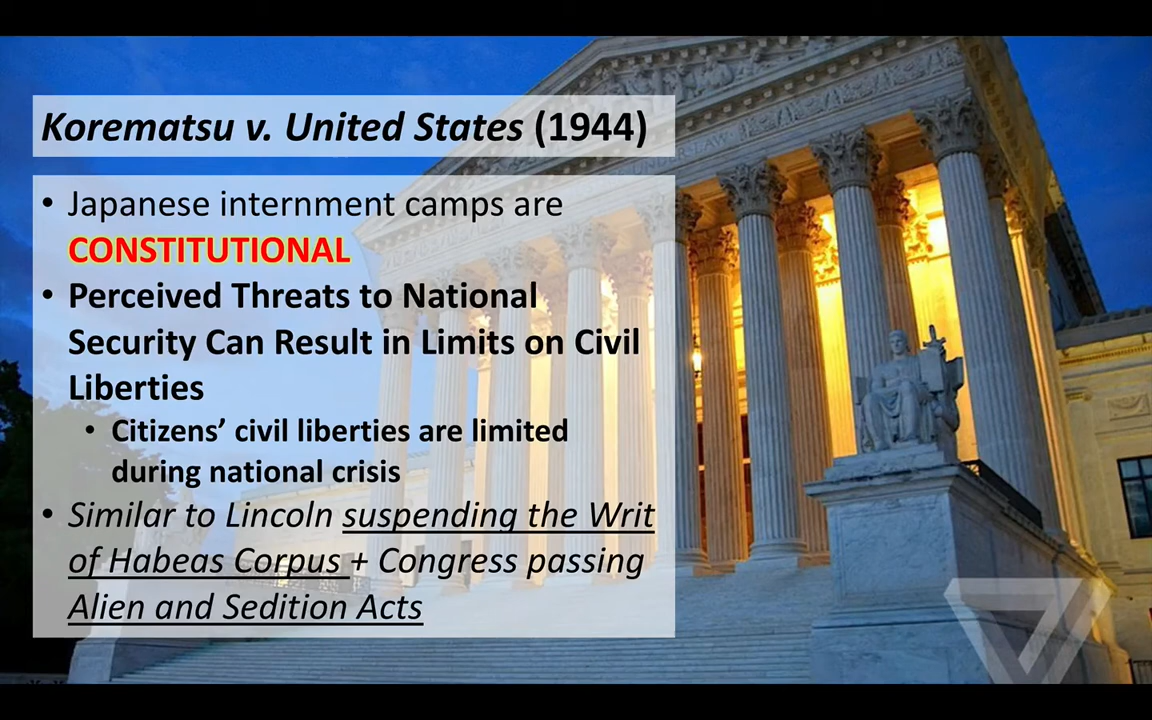 Korematsu v. United States (1944)
• Japanese internment camps are
CONSTITUTIONAL
• Perceived Threats to National
Security Can Result in Limits on Civil
Liberties
• Citizens’ civil liberties are limited
during national crisis
• Similar to Lincoln suspending the Writ
of Habeas Corpus + Congress passing
Alien and Sedition Acts